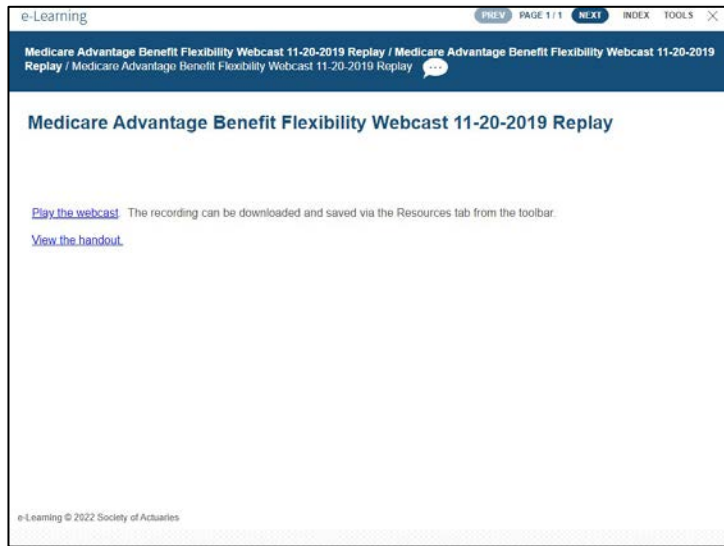 e-Learning PREV PAGE 1 / 1 NEXT INDEX TOOLS
Medicare Advantage Benefit Flexibility Webcast 11-20-2019 Replay / Medicare Advantage Benefit Flexibility Webcast 11-20-2019
Replay / Medicare Advantage Benefit Flexibility Webcast 11-20-2019 Replay
Medicare Advantage Benefit Flexibility Webcast 11-20-2019 Replay
Play the webcast. The recording can be downloaded and saved via the Resources tab from the toolbar.
View the handout.
e-Learning © 2022 Society of Actuaries